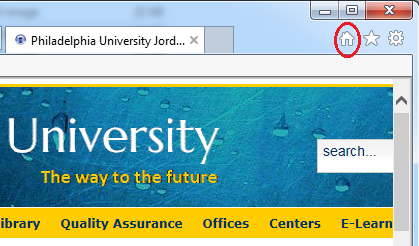 Philadelphia University Jord...
University
search...
The way to the future
ibrary Quality Assurance Offices Centers E-Learn